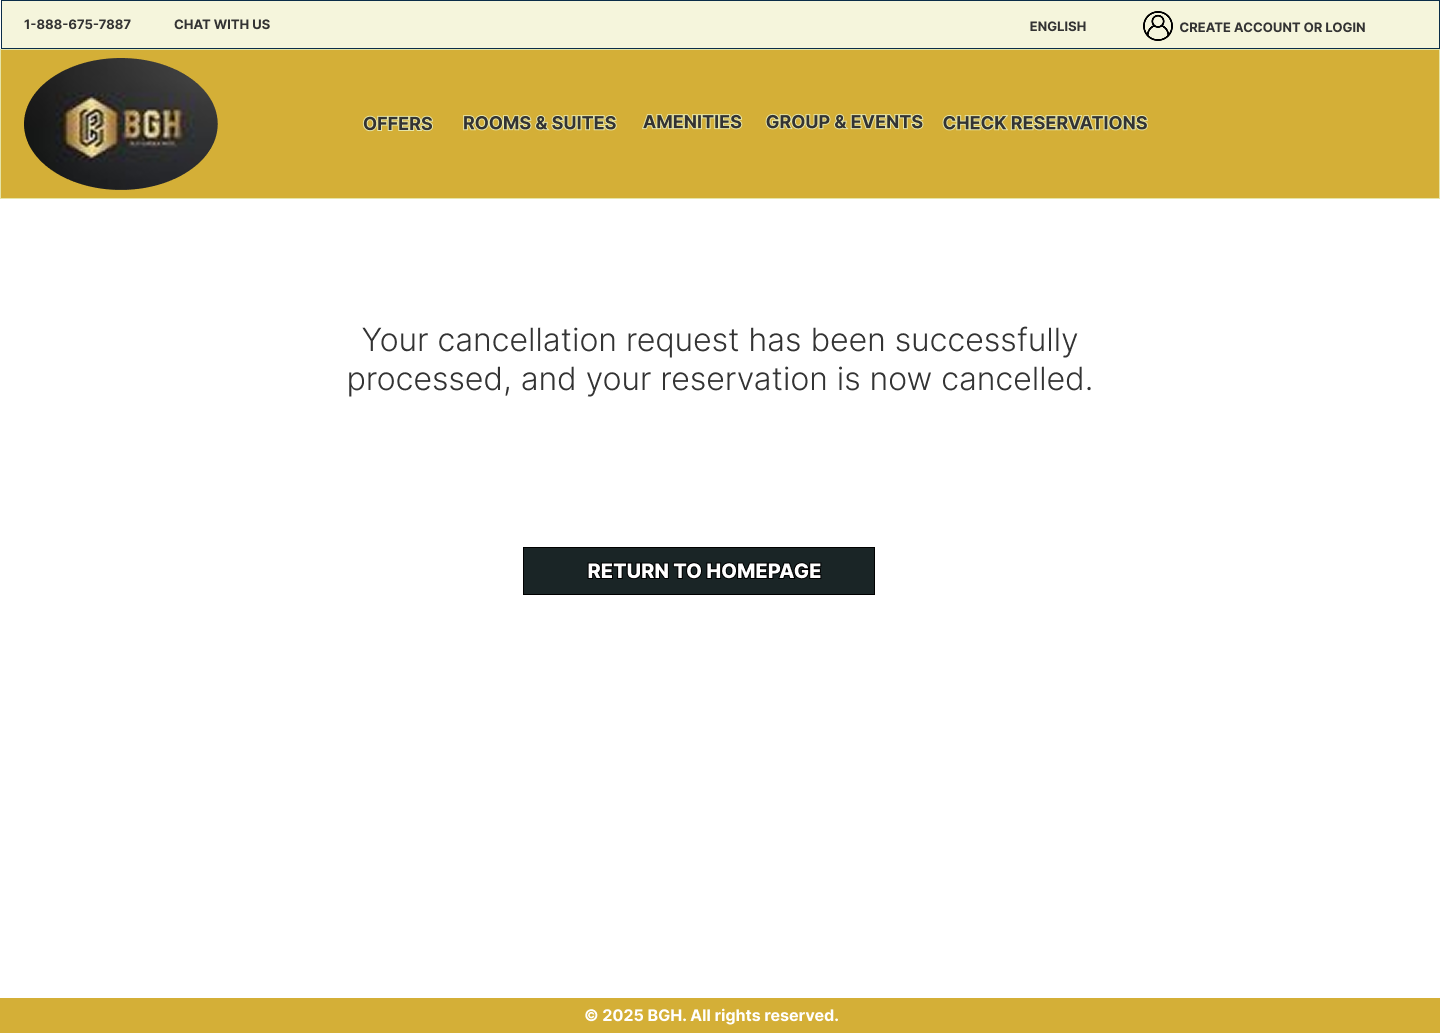 1-888-675-7887
CHAT WITH US
ENGLISH
CREATE ACCOUNT OR LOGIN
BGH
OFFERS
ROOMS & SUITES
AMENITIES
GROUP & EVENTS
CHECK RESERVATIONS
Your cancellation request has been successfully
processed, and your reservation is now cancelled.
RETURN TO HOMEPAGE
© 2025 BGH. All rights reserved.